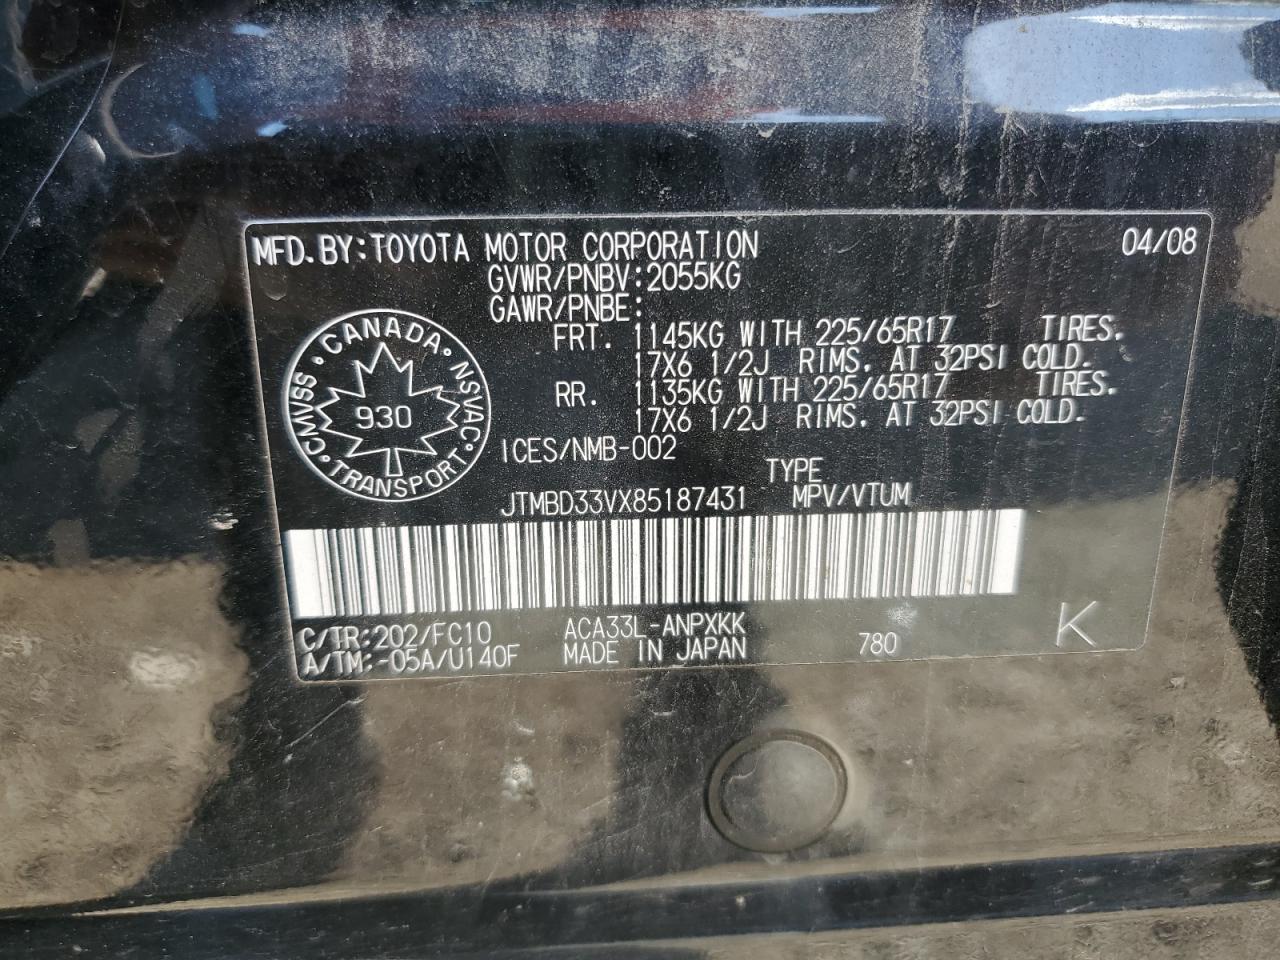 MFD.BY:TOYOTA MOTOR CORPORATION 04/08
GVWR/PNBV:2055KG
GAWR/PNBE:
FRT. 1145KG WITH 225/65R17 TIRES.
17X6 1/2J RIMS. AT 32PSI COLD.
RR. 1135KG WITH 225/65R17 TIRES.
17X6 1/2J RIMS. AT 32PSI COLD.
CMVSS · CANADA · NSVAC · TRANSPORT ·
930
ICES/NMB-002
TYPE
JTMBD33VX85187431 MPV/VTUM
C/TR:202/FC10 ACA33L-ANPXKK
A/TM:-05A/U140F MADE IN JAPAN 780 K